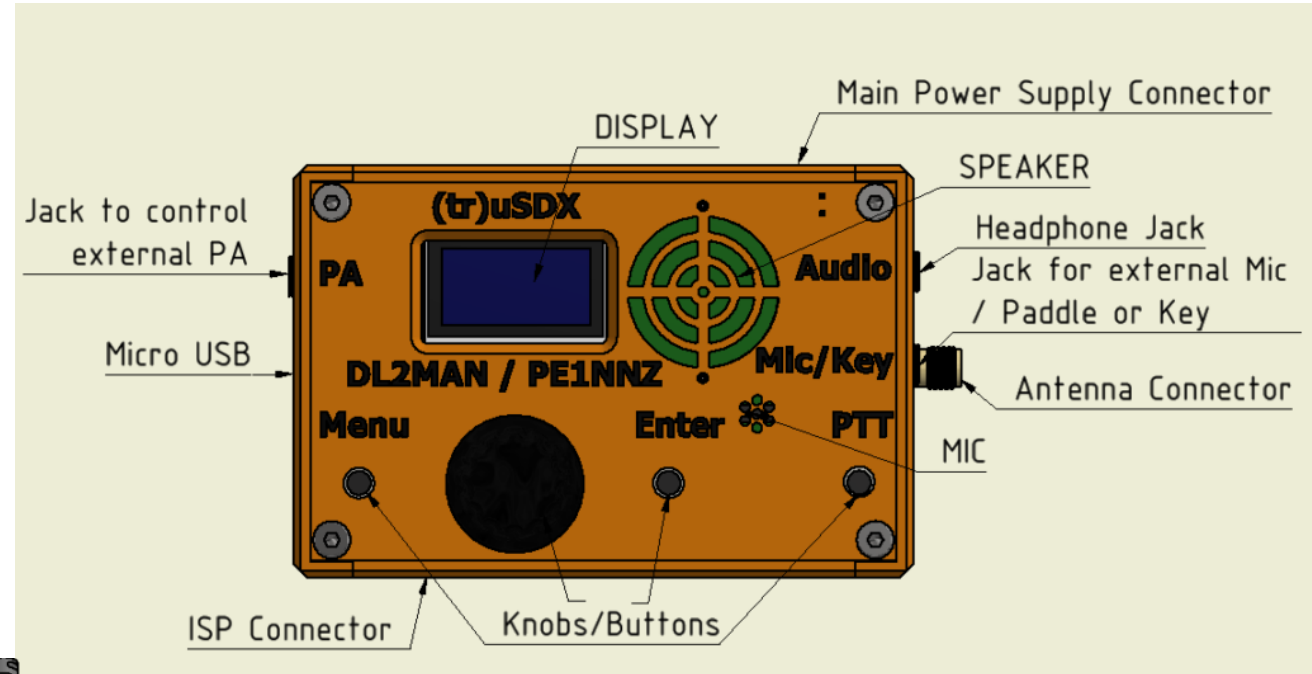 Main Power Supply Connector
DISPLAY
SPEAKER
Jack to control
external PA
(tr)uSDX
:
Headphone Jack
PA
Audio
Jack for external Mic
/ Paddle or Key
Micro USB
DL2MAN / PE1NNZ
Mic/Key
Antenna Connector
Menu
Enter
PTT
MIC
ISP Connector
Knobs/Buttons